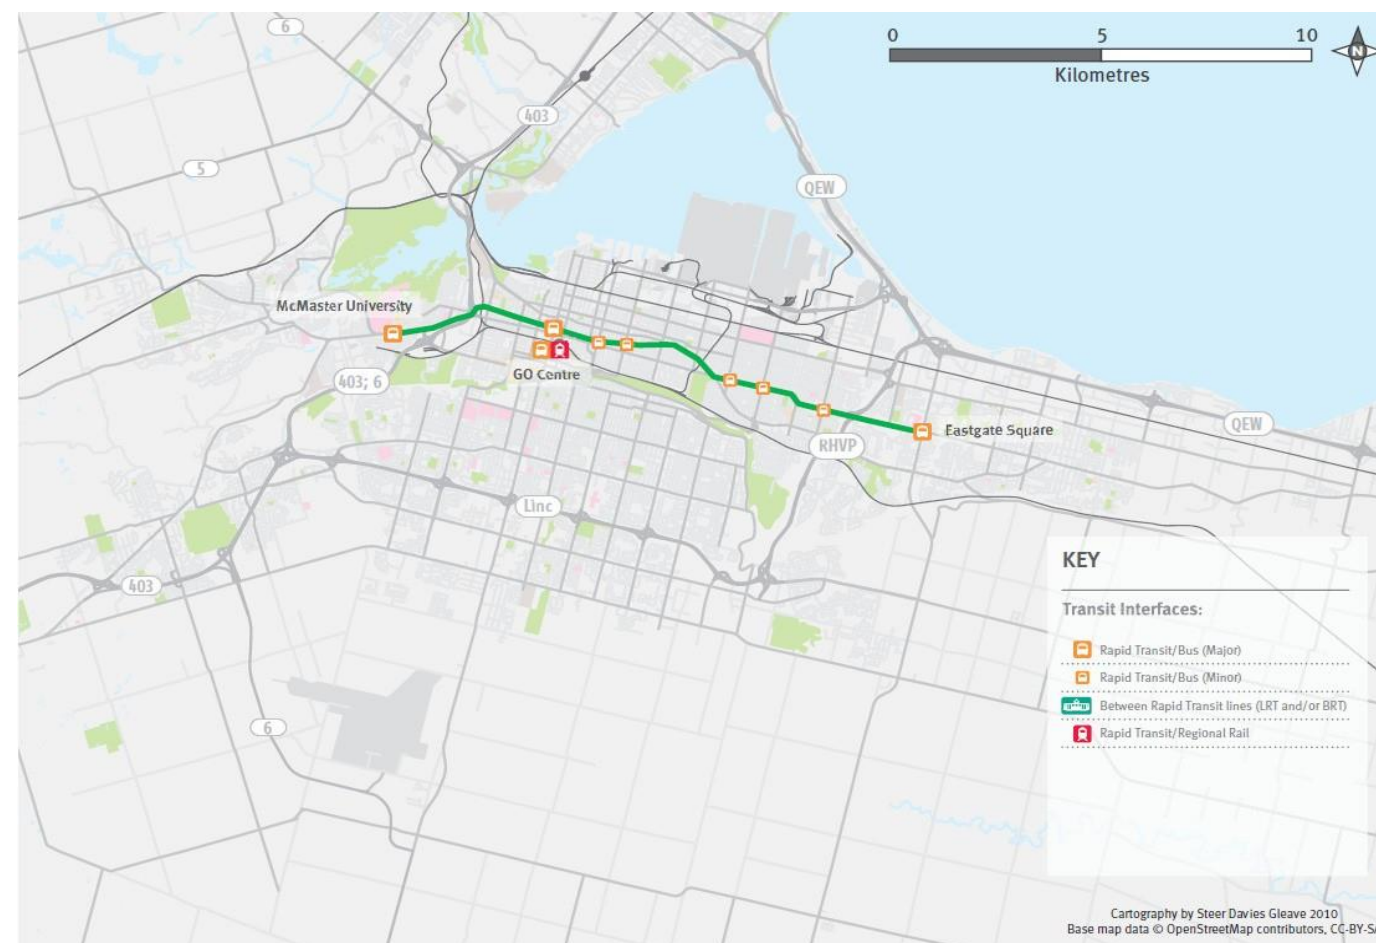 6
0 5 10
Kilometres
N
403
5
QEW
McMaster University
403; 6
GO Centre
QEW
Eastgate Square
RHVP
Linc
403
6
KEY
Transit Interfaces:
Rapid Transit/Bus (Major)
Rapid Transit/Bus (Minor)
Between Rapid Transit lines (LRT and/or BRT)
Rapid Transit/Regional Rail
Cartography by Steer Davies Gleave 2010
Base map data © OpenStreetMap contributors, CC-BY-S